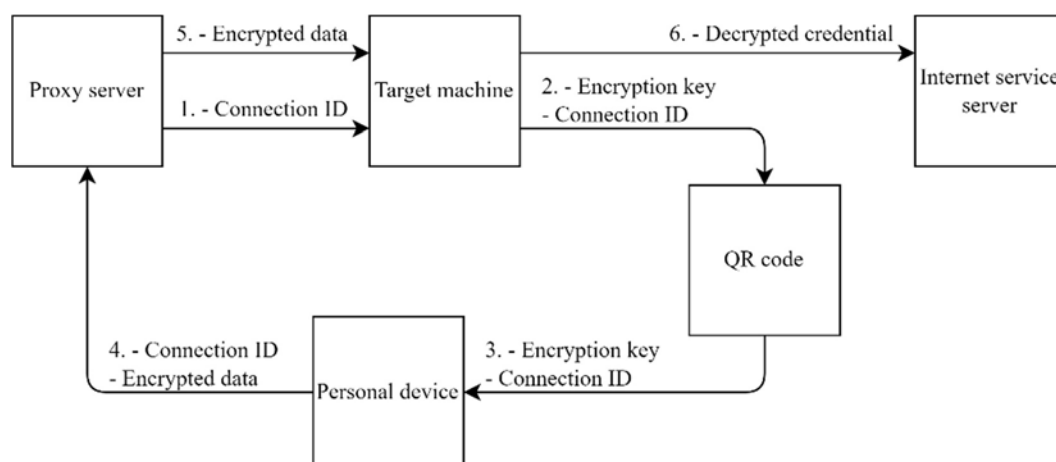 5. - Encrypted data
6. - Decrypted credential
Proxy server
Target machine
Internet service
server
1. - Connection ID
2. - Encryption key
- Connection ID
QR code
4. - Connection ID
- Encrypted data
Personal device
3. - Encryption key
- Connection ID